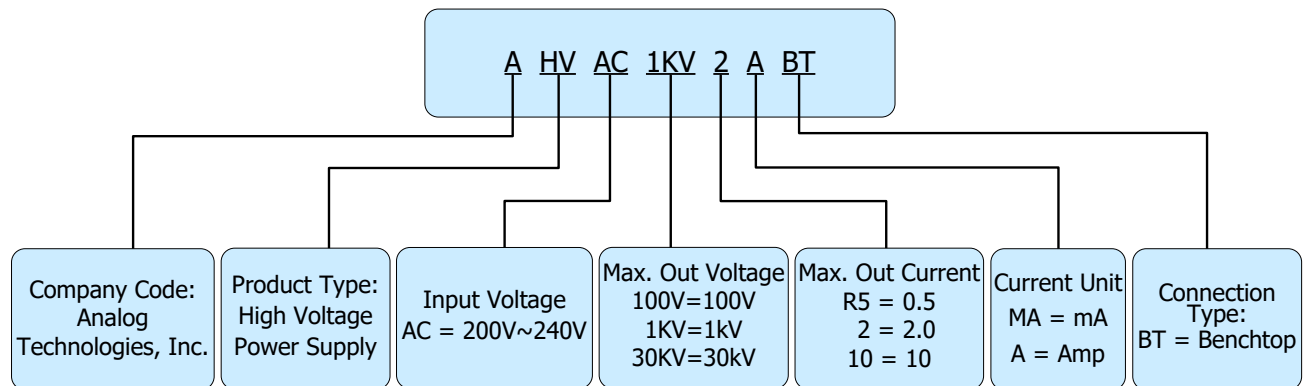 A HV AC 1KV 2 A BT
Company Code:
Analog
Technologies, Inc.
Product Type:
High Voltage
Power Supply
Input Voltage
AC = 200V~240V
Max. Out Voltage
100V=100V
1KV=1kV
30KV=30kV
Max. Out Current
R5 = 0.5
2 = 2.0
10 = 10
Current Unit
MA = mA
A = Amp
Connection
Type:
BT = Benchtop